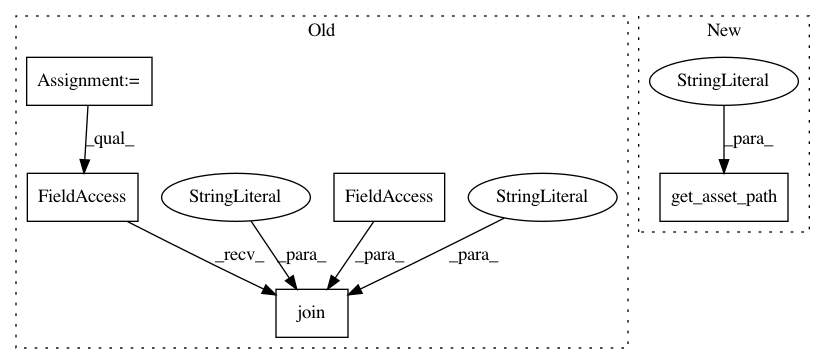 Old
New
Assignment:=
StringLiteral
_qual_
_para_
FieldAccess
StringLiteral
FieldAccess
StringLiteral
get_asset_path
_recv_
_para_
_para_
_para_
join